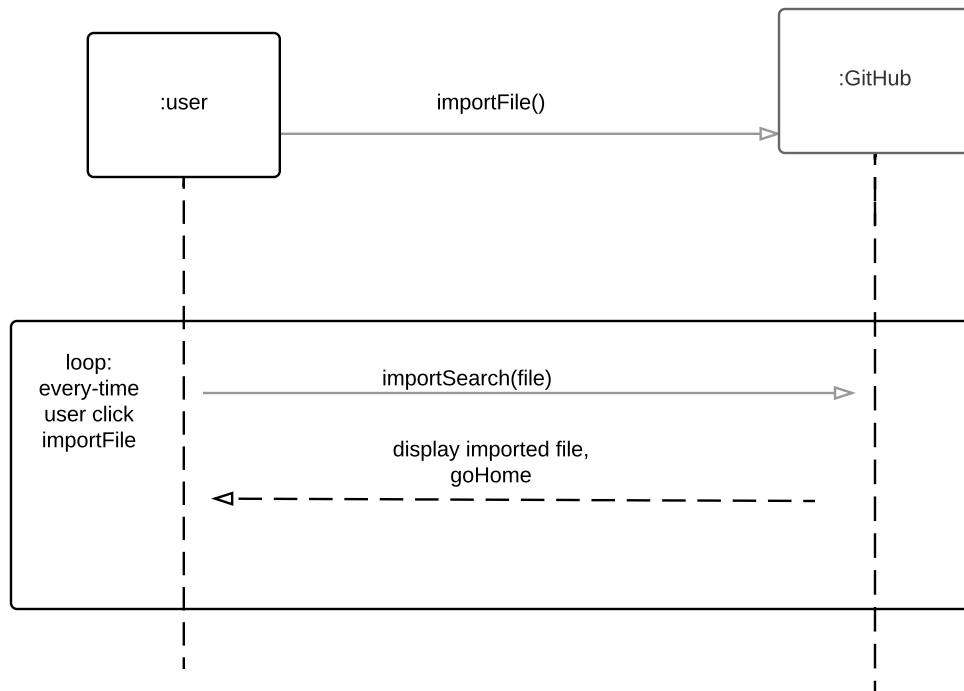 :user
importFile()
:GitHub
loop:
every-time
user click
importFile
importSearch(file)
display imported file,
goHome